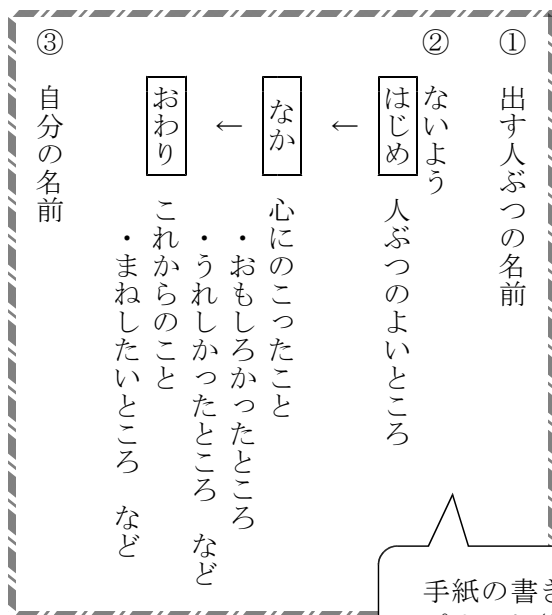 ① 出す人ぶつの名前
② ないよう
はじめ 人ぶつのよいところ
←
なか 心にのこったこと
・おもしろかったところ
・うれしかったところ など
←
おわり これからのこと
・まねしたいところ など
③ 自分の名前
手紙の書き